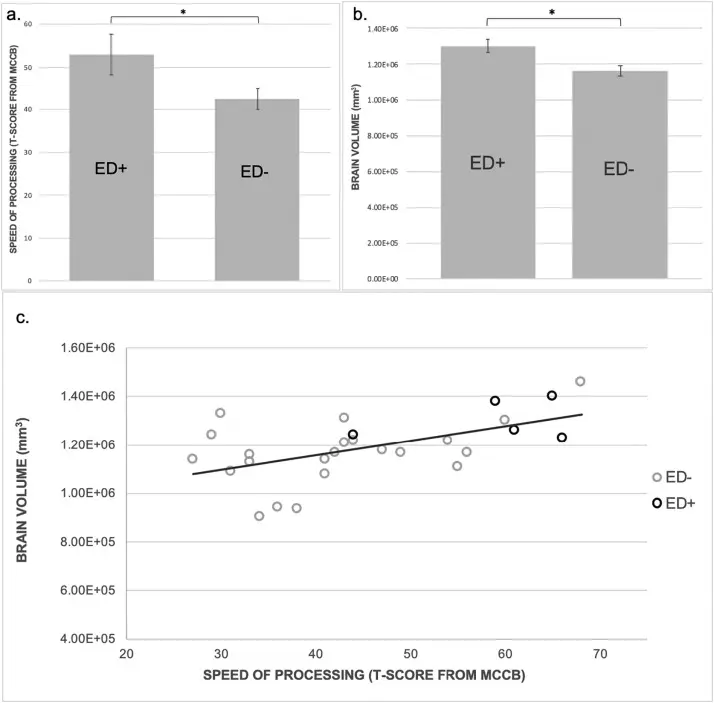 a.
*
60
50
40
30
20
10
0
SPEED OF PROCESSING (T-SCORE FROM MCCB)
ED+
ED-
b.
*
1.40E+06
1.20E+06
1.00E+06
8.00E+05
6.00E+05
4.00E+05
2.00E+05
0.00E+00
BRAIN VOLUME (mm³)
ED+
ED-
c.
1.60E+06
1.40E+06
1.20E+06
1.00E+06
8.00E+05
6.00E+05
4.00E+05
BRAIN VOLUME (mm³)
20 30 40 50 60 70
SPEED OF PROCESSING (T-SCORE FROM MCCB)
ED-
ED+